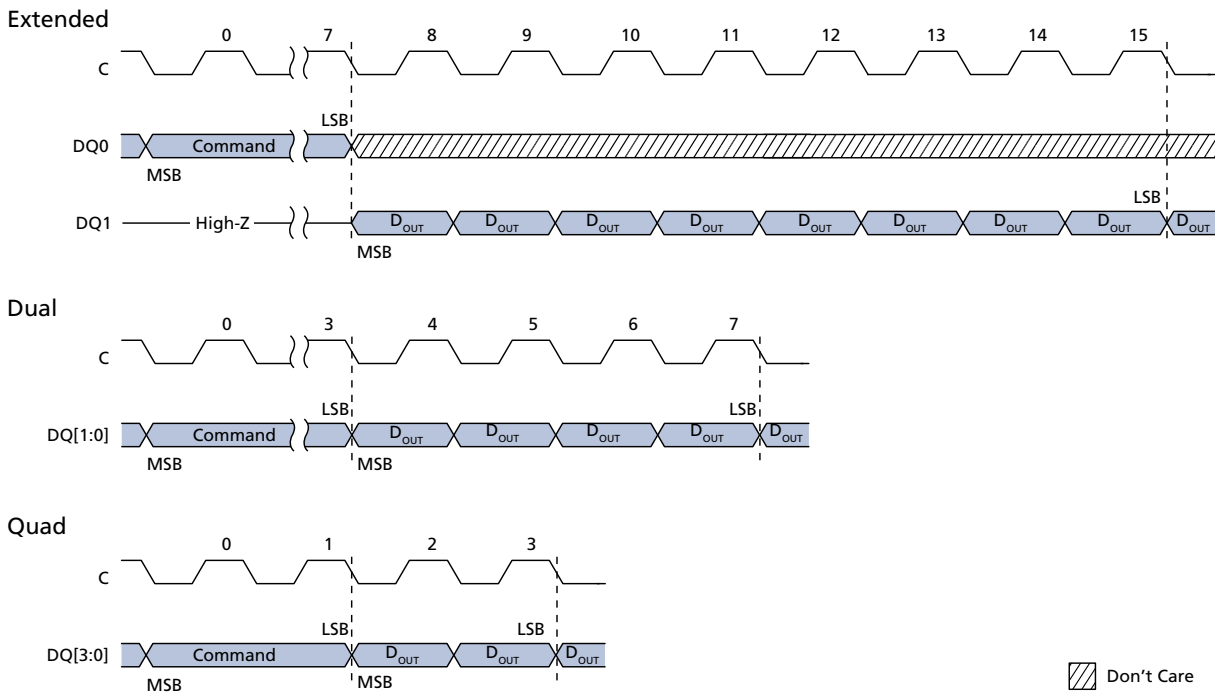 Extended
0 7 8 9 10 11 12 13 14 15
C
LSB
DQ0 Command
MSB
LSB
DQ1 High-Z DOUT DOUT DOUT DOUT DOUT DOUT DOUT DOUT DOUT
MSB
Dual
0 3 4 5 6 7
C
LSB LSB
DQ[1:0] Command DOUT DOUT DOUT DOUT DOUT
MSB MSB
Quad
0 1 2 3
C
LSB LSB
DQ[3:0] Command DOUT DOUT DOUT
MSB MSB
Don't Care